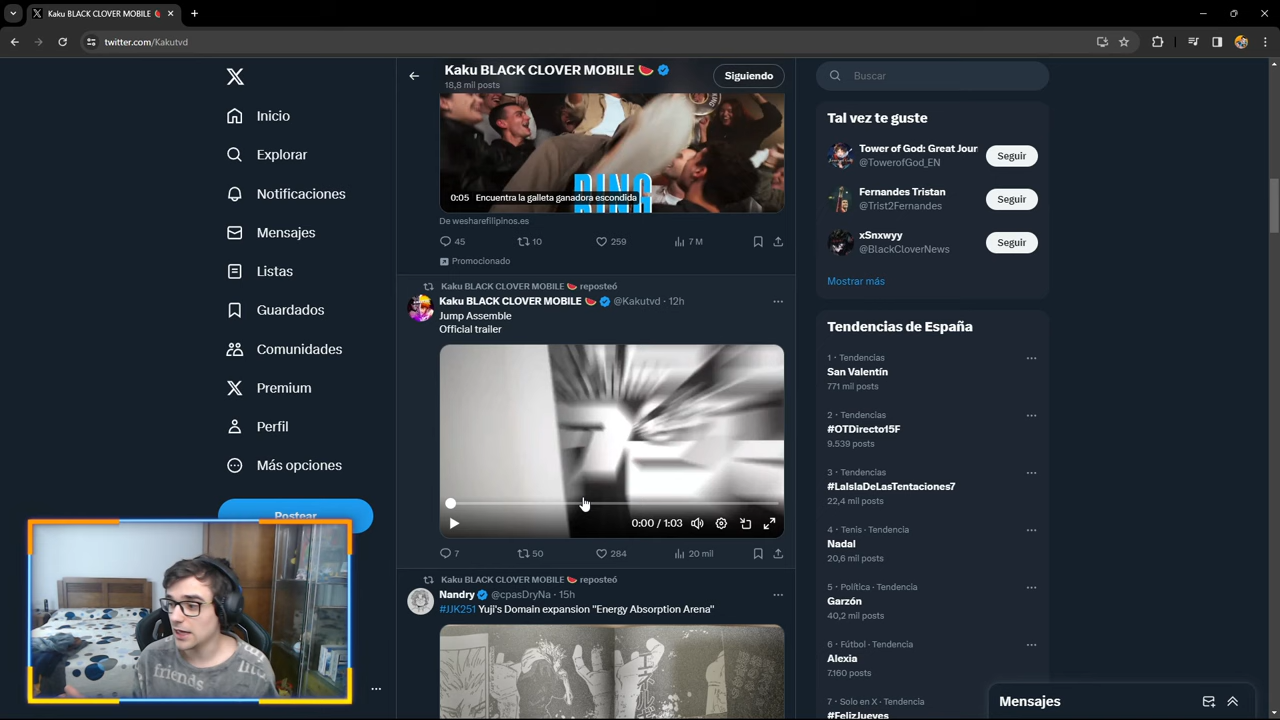 Kaku BLACK CLOVER MOBILE 🍉
twitter.com/Kakutvd
Inicio
Explorar
Notificaciones
Mensajes
Listas
Guardados
Comunidades
Premium
Perfil
Más opciones
Postear
Kaku BLACK CLOVER MOBILE 🍉
18,8 mil posts
Siguiendo
0:05 Encuentra la galleta ganadora escondida
De wesharefilipinos.es
45 10 259 7 M
Promocionado
Kaku BLACK CLOVER MOBILE 🍉 reposteó
Kaku BLACK CLOVER MOBILE 🍉 @Kakutvd · 12h
Jump Assemble
Official trailer
0:00 / 1:03
7 50 284 20 mil
Kaku BLACK CLOVER MOBILE 🍉 reposteó
Nandry @cpasDryNa · 15h
#JJK251 Yuji's Domain expansion "Energy Absorption Arena"
Buscar
Tal vez te guste
Tower of God: Great Jour
@TowerofGod_EN
Seguir
Fernandes Tristan
@Trist2Fernandes
Seguir
xSnxwyy
@BlackCloverNews
Seguir
Mostrar más
Tendencias de España
1 · Tendencias
San Valentín
771 mil posts
2 · Tendencias
#OTDirecto15F
9.539 posts
3 · Tendencias
#LaIslaDeLasTentaciones7
22,4 mil posts
4 · Tenis · Tendencia
Nadal
20,6 mil posts
5 · Política · Tendencia
Garzón
40,2 mil posts
6 · Fútbol · Tendencia
Alexia
7.160 posts
7 · Solo en X · Tendencia
#FelizJueves
Mensajes
friends